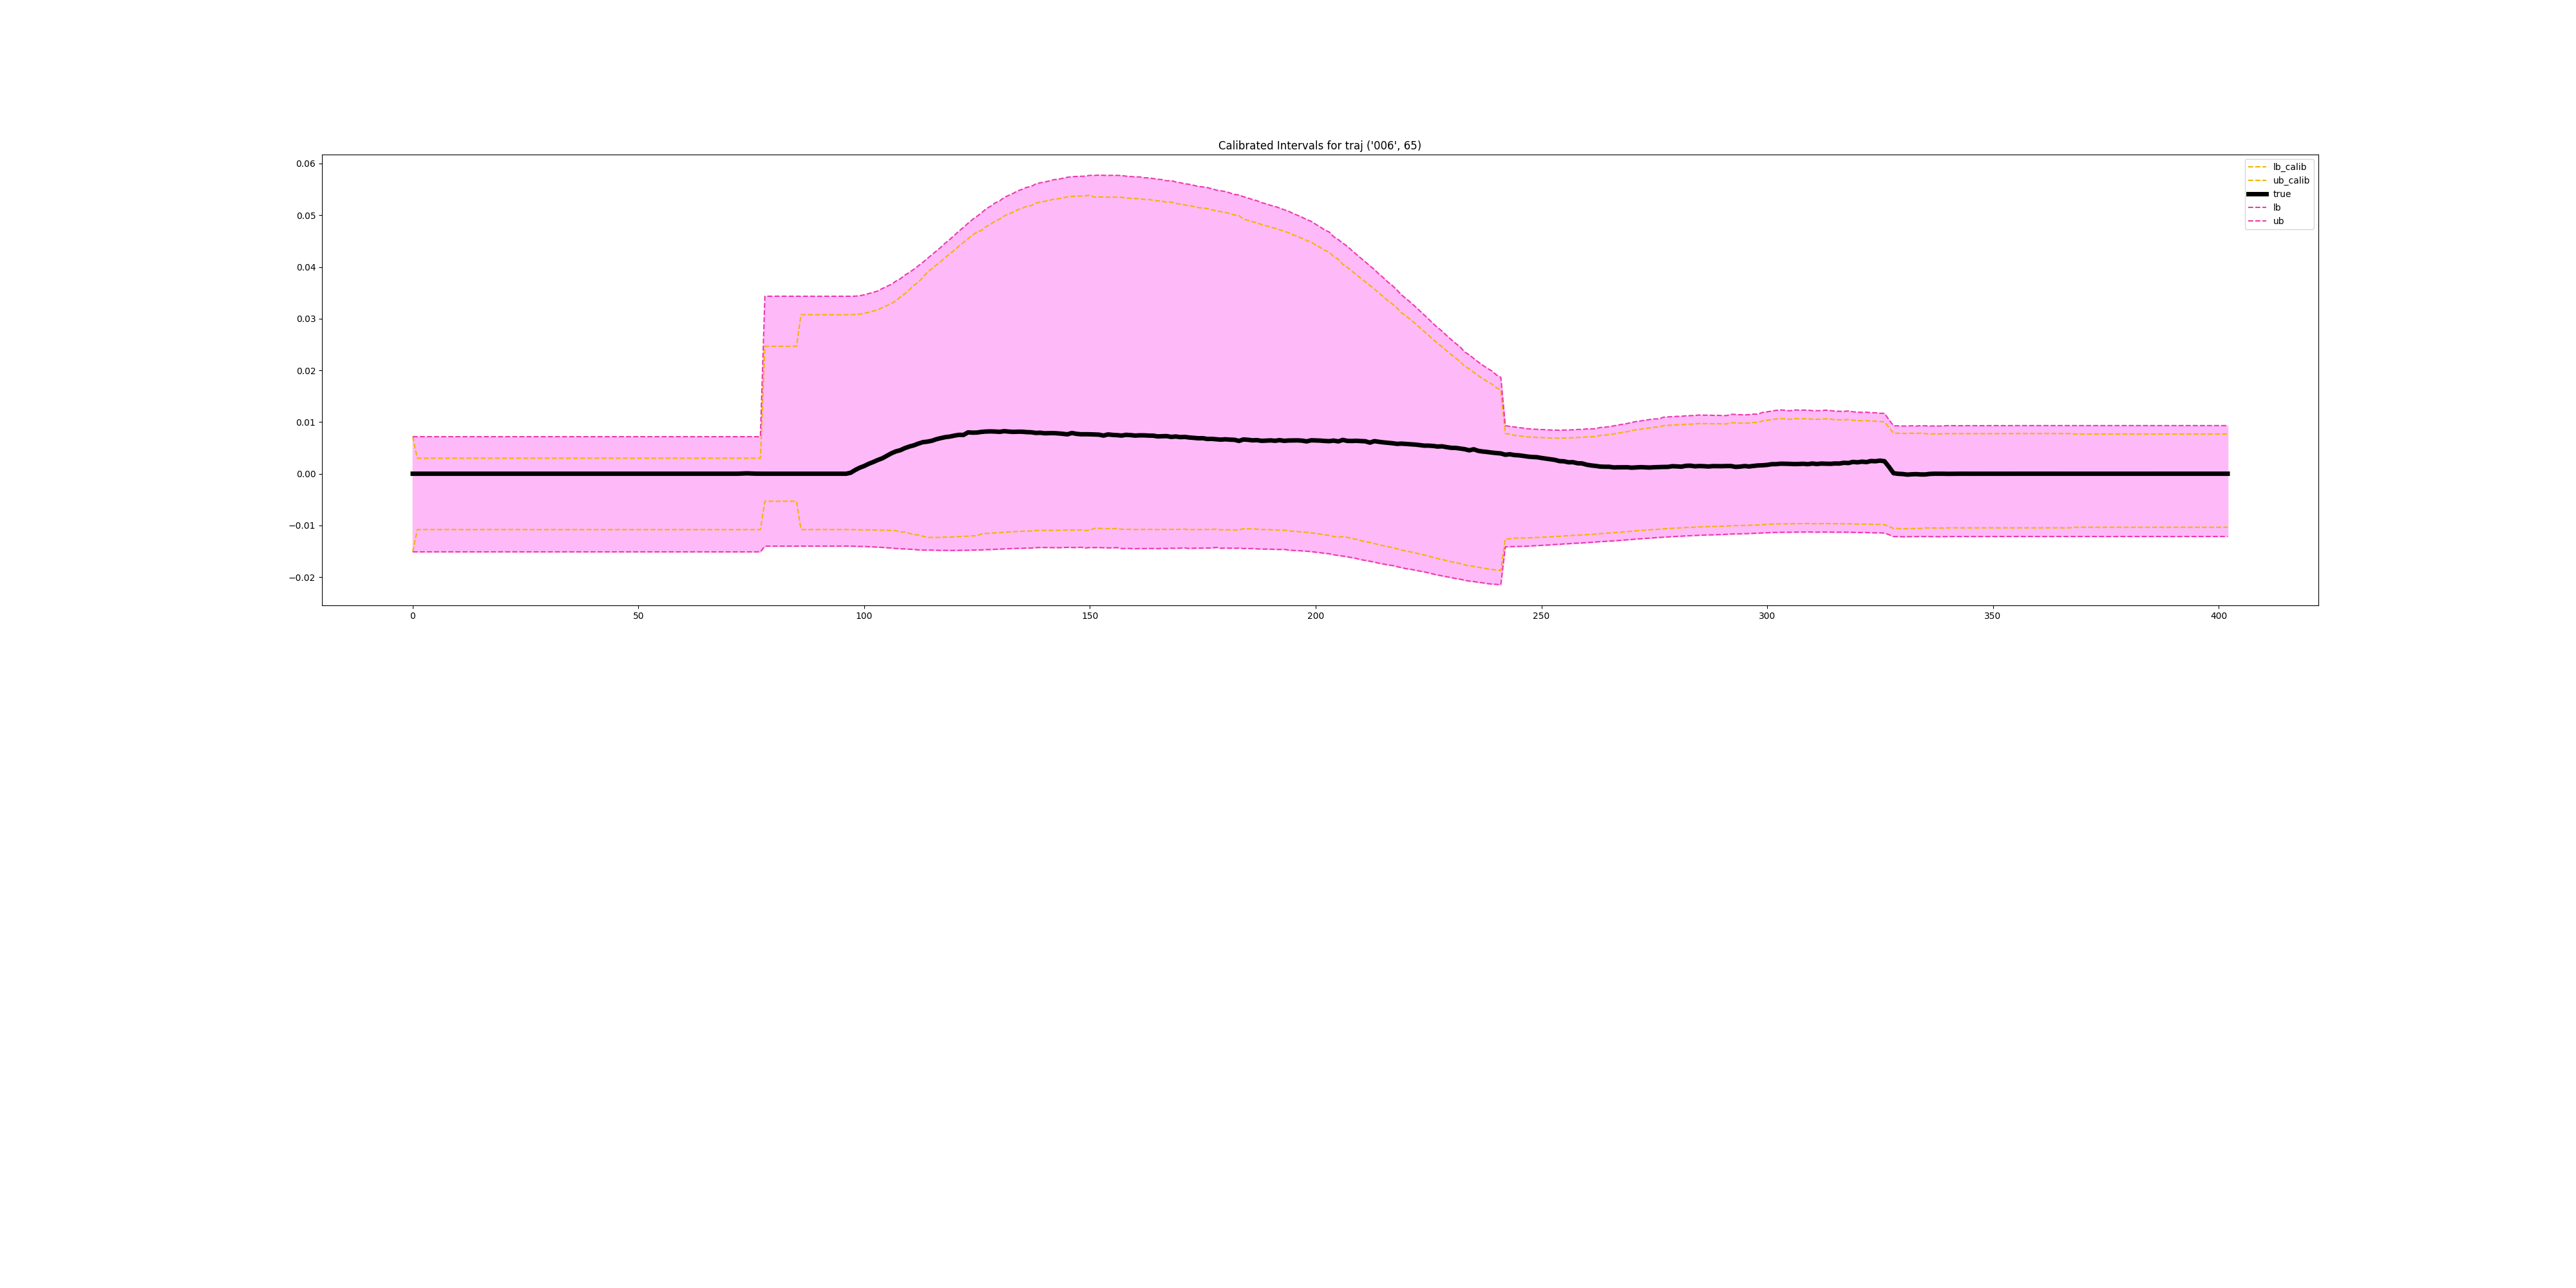 Calibrated Intervals for traj ('006', 65)
0.06
0.05
0.04
0.03
0.02
0.01
0.00
−0.01
−0.02
0 50 100 150 200 250 300 350 400
lb_calib
ub_calib
true
lb
ub